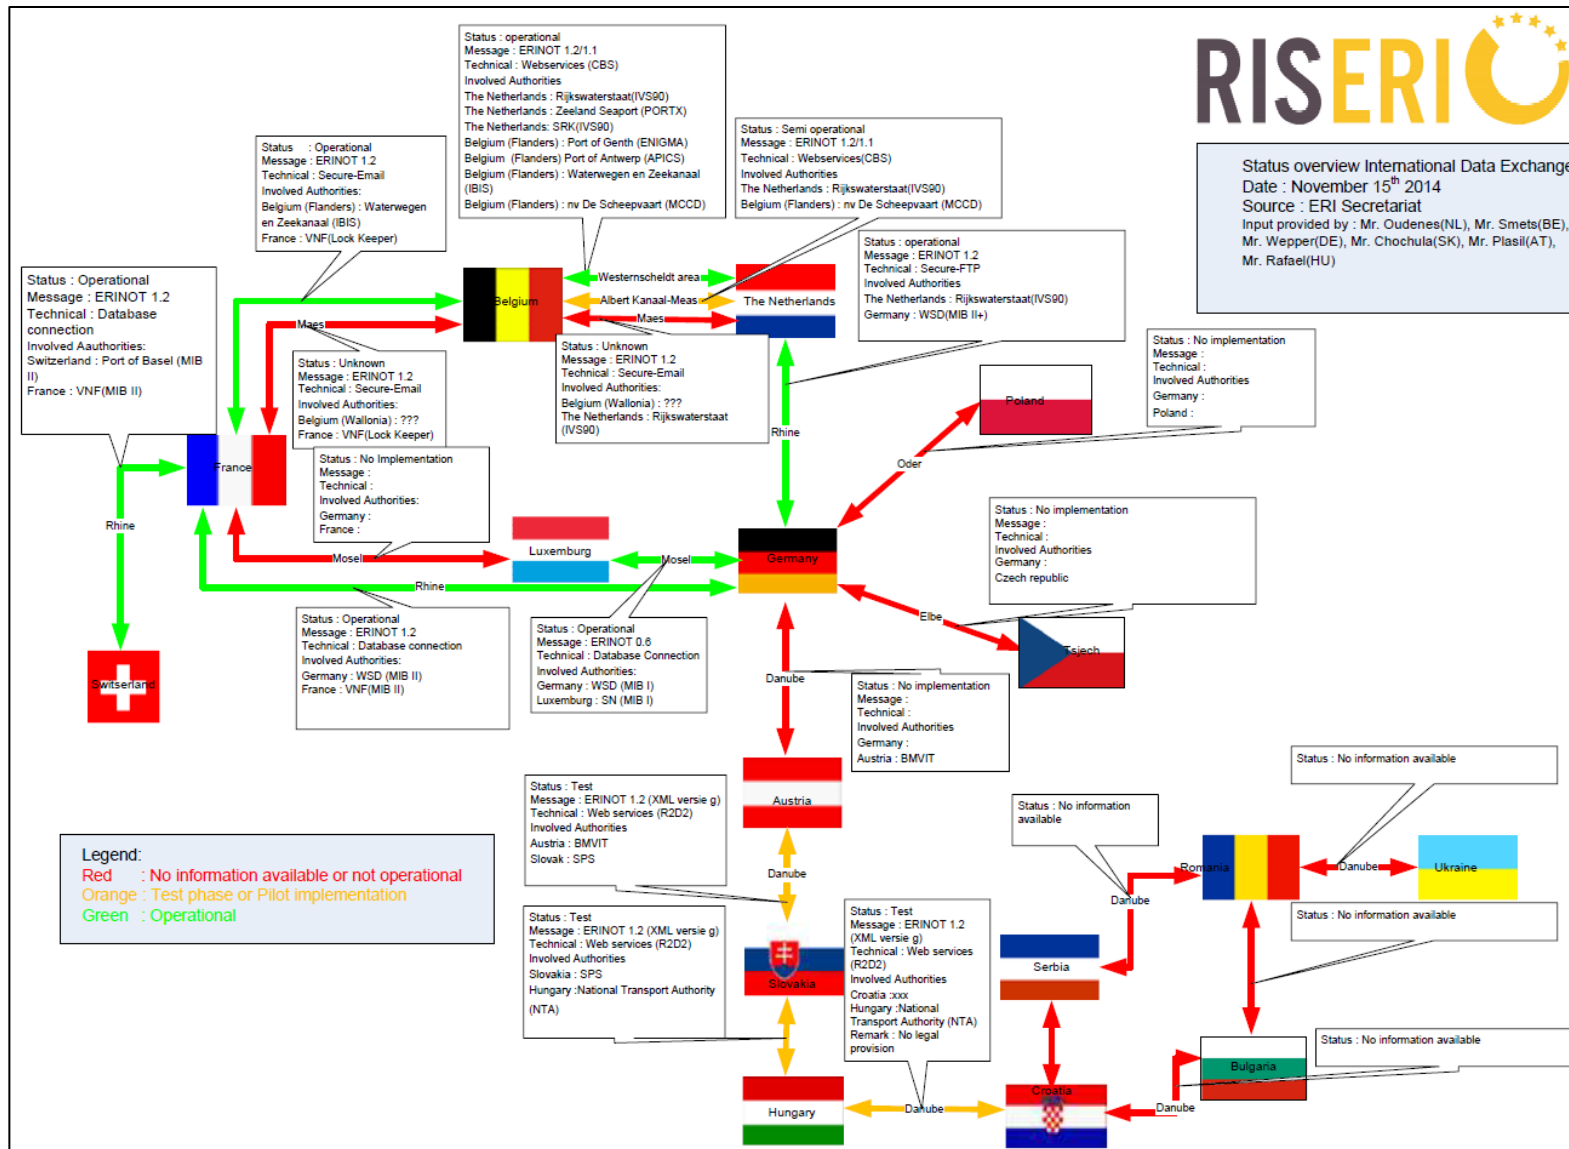 RISERI
Status overview International Data Exchange
Date : November 15th 2014
Source : ERI Secretariat
Input provided by : Mr. Oudenes(NL), Mr. Smets(BE),
Mr. Wepper(DE), Mr. Chochula(SK), Mr. Plasil(AT),
Mr. Rafael(HU)
Status : operational
Message : ERINOT 1.2/1.1
Technical : Webservices (CBS)
Involved Authorities
The Netherlands : Rijkswaterstaat(IVS90)
The Netherlands : Zeeland Seaport (PORTX)
The Netherlands: SRK(IVS90)
Belgium (Flanders) : Port of Genth (ENIGMA)
Belgium (Flanders) Port of Antwerp (APICS)
Belgium (Flanders) : Waterwegen en Zeekanaal
(IBIS)
Belgium (Flanders) : nv De Scheepvaart (MCCD)
Status : Semi operational
Message : ERINOT 1.2/1.1
Technical : Webservices(CBS)
Involved Authorities
The Netherlands : Rijkswaterstaat(IVS90)
Belgium (Flanders) : nv De Scheepvaart (MCCD)
Status : Operational
Message : ERINOT 1.2
Technical : Secure-Email
Involved Authorities:
Belgium (Flanders) : Waterwegen
en Zeekanaal (IBIS)
France : VNF(Lock Keeper)
Status : operational
Message : ERINOT 1.2
Technical : Secure-FTP
Involved Authorities
The Netherlands : Rijkswaterstaat(IVS90)
Germany : WSD(MIB II+)
Status : Operational
Message : ERINOT 1.2
Technical : Database
connection
Involved Aauthorities:
Switzerland : Port of Basel (MIB
II)
France : VNF(MIB II)
Belgium
Westernscheldt area
Albert Kanaal-Meas
Maes
The Netherlands
Maes
Status : Unknown
Message : ERINOT 1.2
Technical : Secure-Email
Involved Authorities:
Belgium (Wallonia) : ???
France : VNF(Lock Keeper)
Status : Unknown
Message : ERINOT 1.2
Technical : Secure-Email
Involved Authorities:
Belgium (Wallonia) : ???
The Netherlands : Rijkswaterstaat
(IVS90)
Status : No implementation
Message :
Technical :
Involved Authorities
Germany :
Poland :
Poland
Rhine
Oder
France
Status : No Implementation
Message :
Technical :
Involved Authorities:
Germany :
France :
Rhine
Mosel
Luxemburg
Mosel
Germany
Rhine
Status : No implementation
Message :
Technical :
Involved Authorities
Germany :
Czech republic
Elbe
Tsjech
Status : Operational
Message : ERINOT 1.2
Technical : Database connection
Involved Authorities:
Germany : WSD (MIB II)
France : VNF(MIB II)
Status : Operational
Message : ERINOT 0.6
Technical : Database Connection
Involved Authorities:
Germany : WSD (MIB I)
Luxemburg : SN (MIB I)
Switserland
Danube
Status : No implementation
Message :
Technical :
Involved Authorities
Germany :
Austria : BMVIT
Austria
Status : Test
Message : ERINOT 1.2 (XML versie g)
Technical : Web services (R2D2)
Involved Authorities
Austria : BMVIT
Slovak : SPS
Danube
Status : No information
available
Status : No information available
Romania
Danube
Ukraine
Danube
Legend:
Red : No information available or not operational
Orange : Test phase or Pilot implementation
Green : Operational
Status : Test
Message : ERINOT 1.2 (XML versie g)
Technical : Web services (R2D2)
Involved Authorities
Slovakia : SPS
Hungary :National Transport Authority
(NTA)
Slovakia
Status : Test
Message : ERINOT 1.2
(XML versie g)
Technical : Web services
(R2D2)
Involved Authorities
Croatia :xxx
Hungary :National
Transport Authority (NTA)
Remark : No legal
provision
Serbia
Status : No information available
Status : No information available
Bulgaria
Hungary
Danube
Croatia
Danube